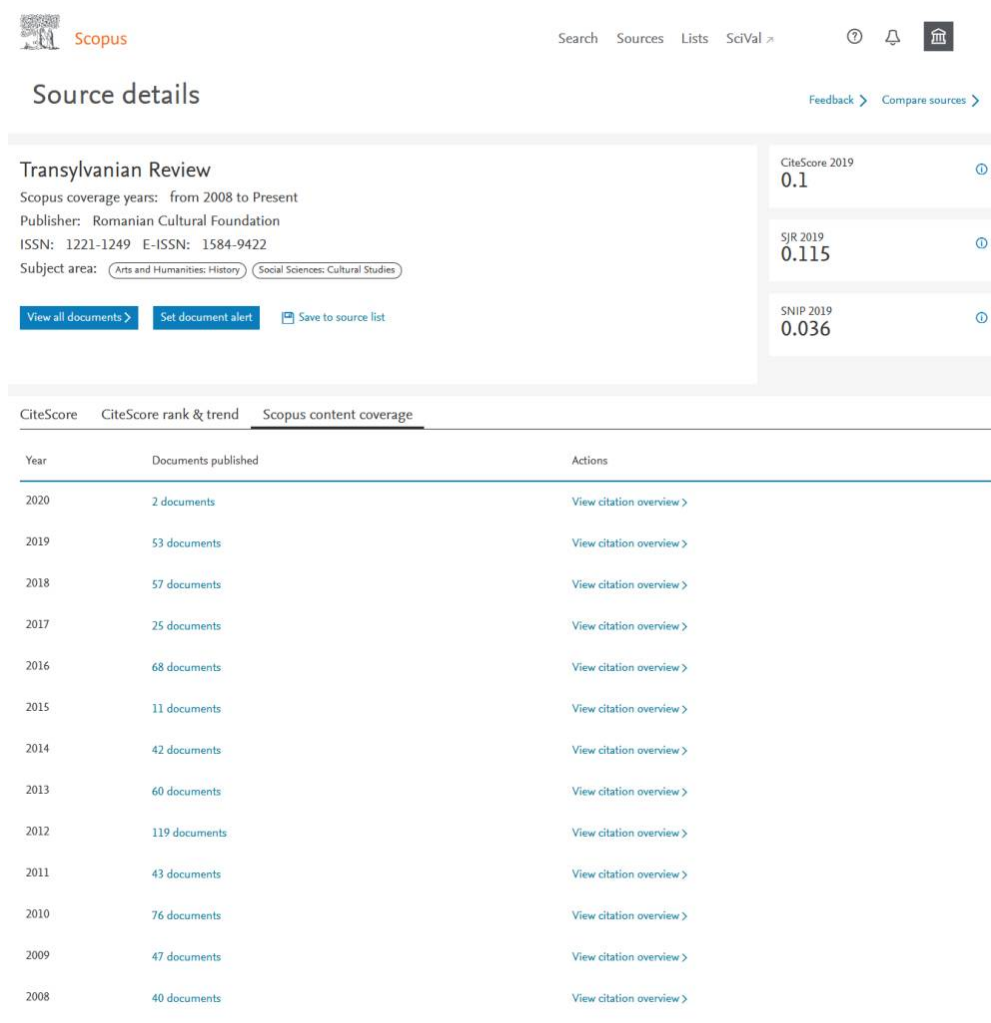 Scopus
Search Sources Lists SciVal ↗
Source details
Feedback > Compare sources >
Transylvanian Review
Scopus coverage years: from 2008 to Present
Publisher: Romanian Cultural Foundation
ISSN: 1221-1249 E-ISSN: 1584-9422
Subject area: Arts and Humanities: History Social Sciences: Cultural Studies
View all documents > Set document alert Save to source list
CiteScore 2019
0.1
SJR 2019
0.115
SNIP 2019
0.036
CiteScore CiteScore rank & trend Scopus content coverage
Year Documents published Actions
2020 2 documents View citation overview >
2019 53 documents View citation overview >
2018 57 documents View citation overview >
2017 25 documents View citation overview >
2016 68 documents View citation overview >
2015 11 documents View citation overview >
2014 42 documents View citation overview >
2013 60 documents View citation overview >
2012 119 documents View citation overview >
2011 43 documents View citation overview >
2010 76 documents View citation overview >
2009 47 documents View citation overview >
2008 40 documents View citation overview >